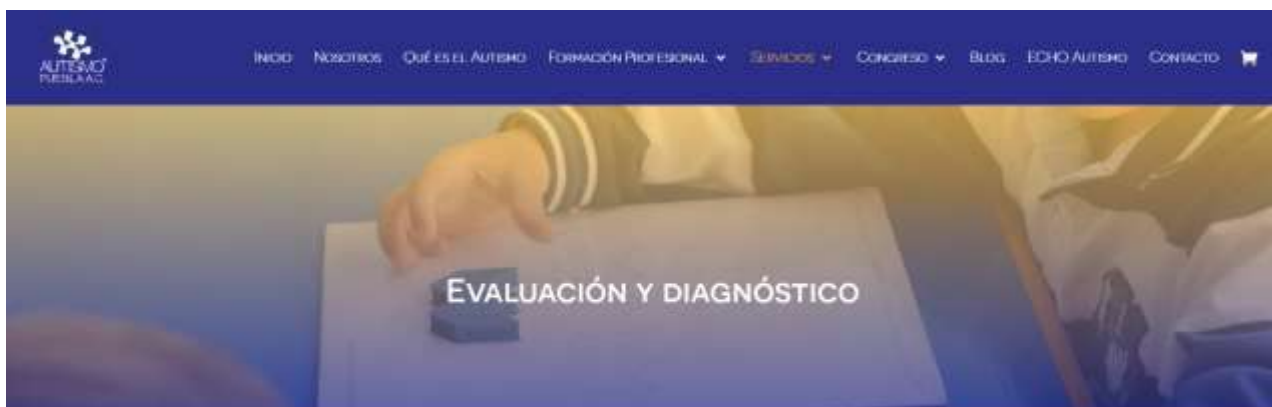 AUTISMO
PUEBLA A.C.
Inicio Nosotros Qué es el Autismo Formación Profesional Servicios Congreso Blog ECHO Autismo Contacto
Evaluación y diagnóstico